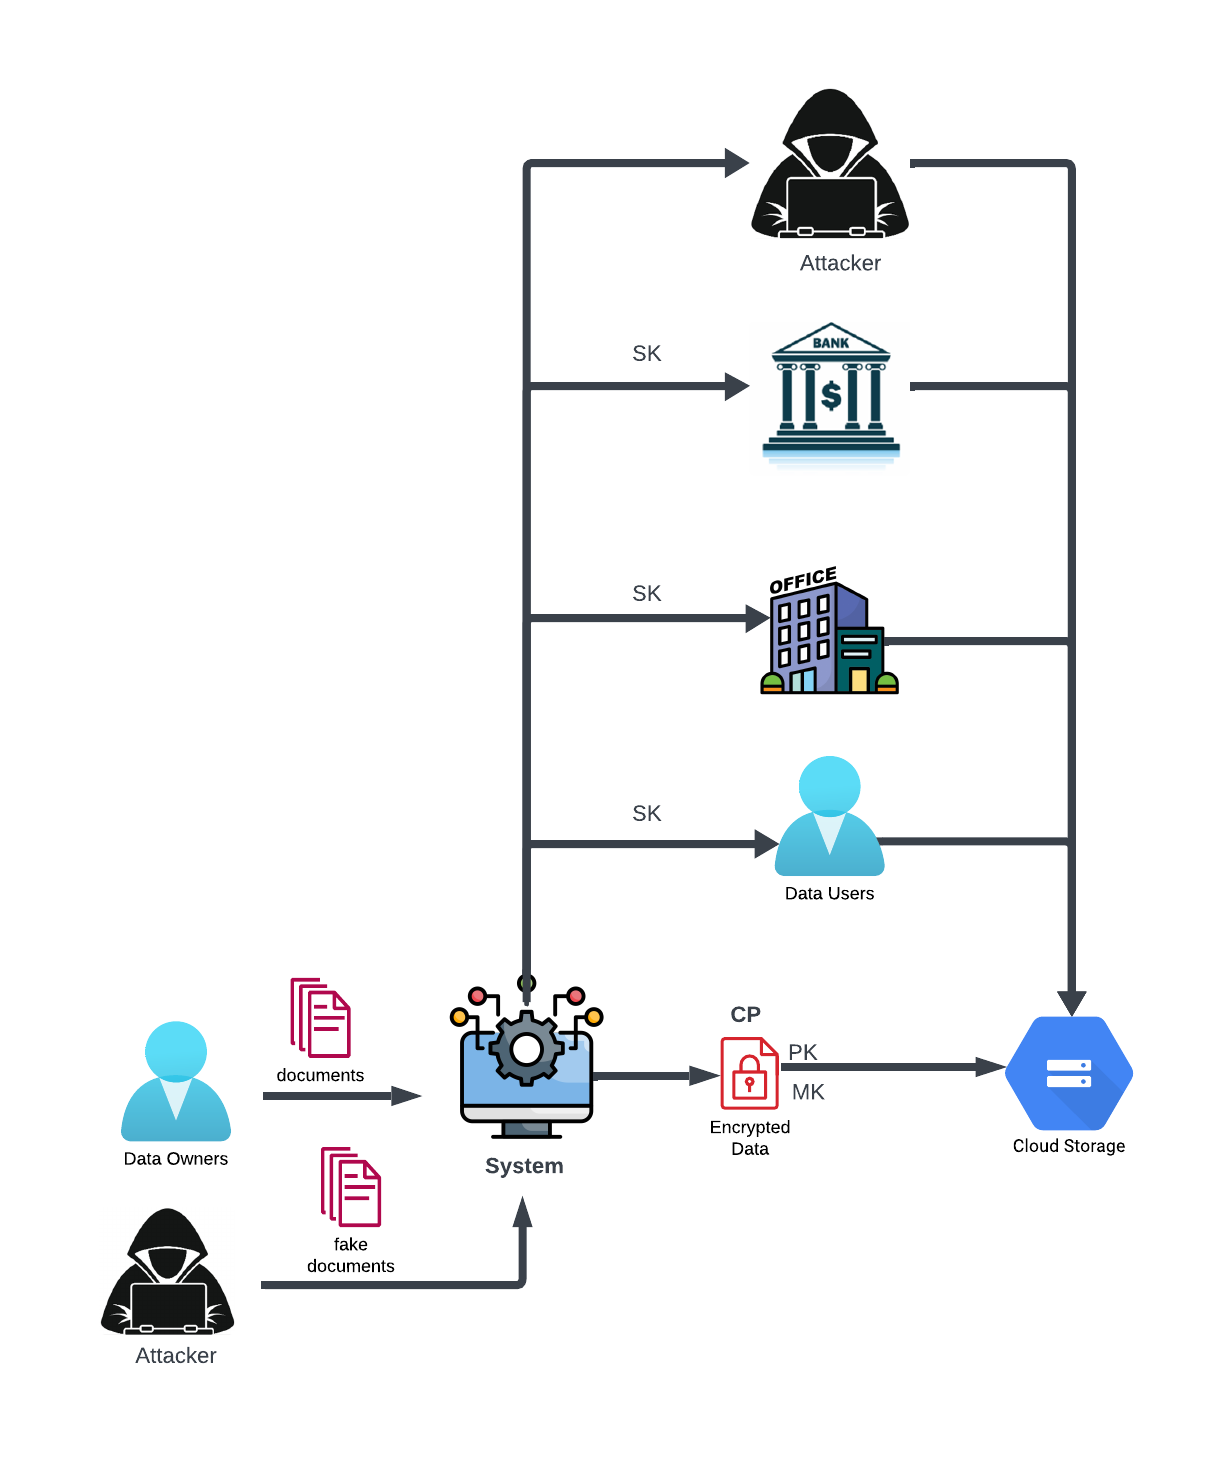 Attacker
SK
BANK
$
SK
OFFICE
SK
Data Users
documents
CP
PK
MK
Encrypted
Data
Cloud Storage
Data Owners
System
fake
documents
Attacker